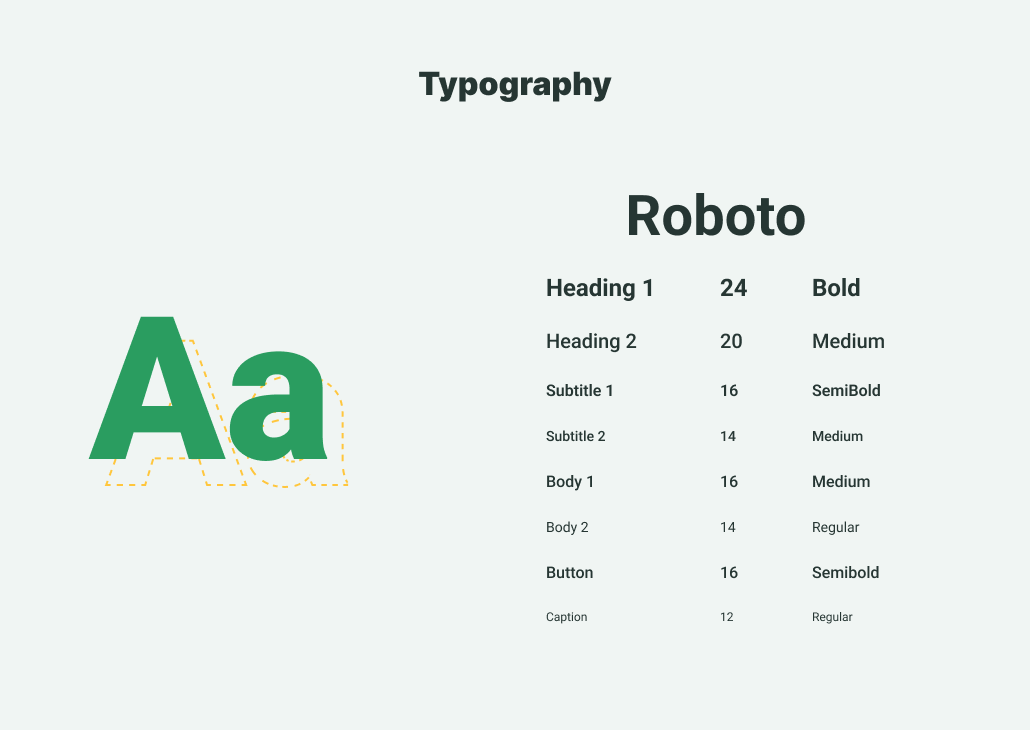 Typography
Aa
Roboto
Heading 1 24 Bold
Heading 2 20 Medium
Subtitle 1 16 SemiBold
Subtitle 2 14 Medium
Body 1 16 Medium
Body 2 14 Regular
Button 16 Semibold
Caption 12 Regular